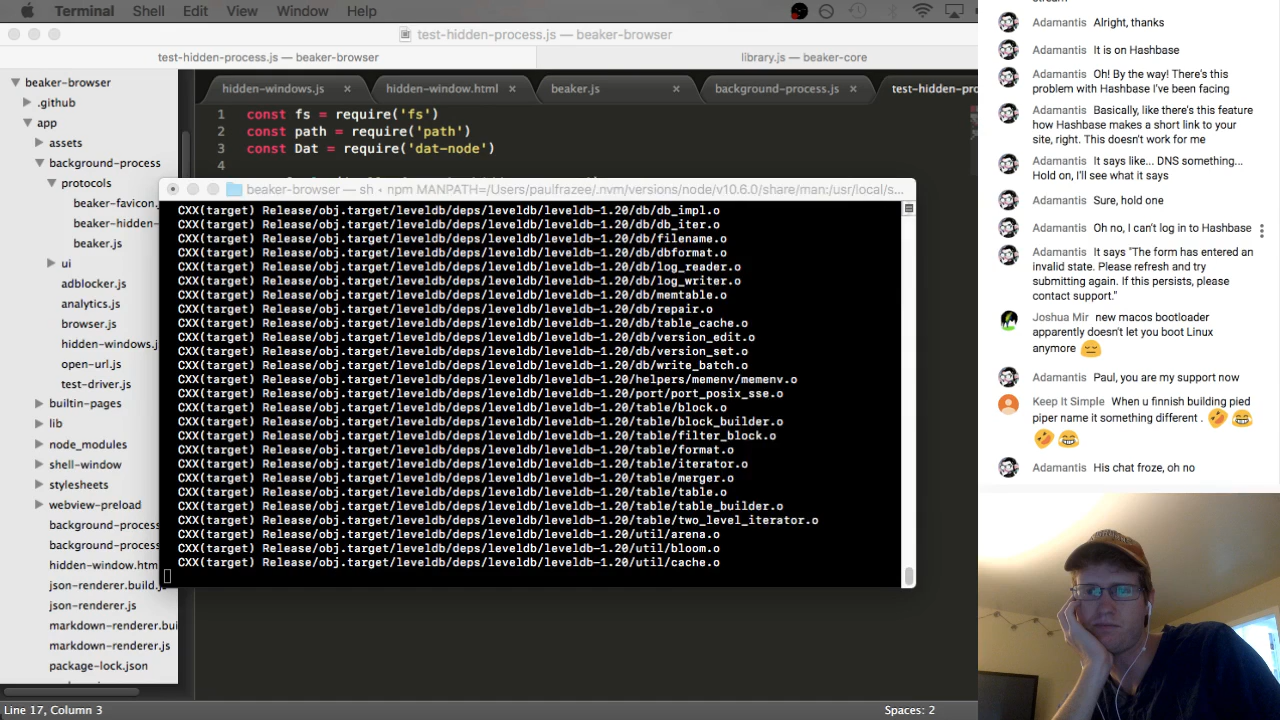 Terminal Shell Edit View Window Help
test-hidden-process.js — beaker-browser
test-hidden-process.js — beaker-browser
library.js — beaker-core
beaker-browser
.github
app
assets
background-process
protocols
beaker-favicon.
beaker-hidden-
beaker.js
ui
adblocker.js
analytics.js
browser.js
hidden-windows.j
open-url.js
test-driver.js
builtin-pages
lib
node_modules
shell-window
stylesheets
webview-preload
background-process
background-process
hidden-window.htm
json-renderer.build.j
json-renderer.js
markdown-renderer.bui
markdown-renderer.js
package-lock.json
hidden-windows.js
hidden-window.html
beaker.js
background-process.js
test-hidden-pro
1 const fs = require('fs')
2 const path = require('path')
3 const Dat = require('dat-node')
4
beaker-browser — sh • npm MANPATH=/Users/paulfrazee/.nvm/versions/node/v10.6.0/share/man:/usr/local/s...
CXX(target) Release/obj.target/leveldb/deps/leveldb/leveldb-1.20/db/db_impl.o
CXX(target) Release/obj.target/leveldb/deps/leveldb/leveldb-1.20/db/db_iter.o
CXX(target) Release/obj.target/leveldb/deps/leveldb/leveldb-1.20/db/filename.o
CXX(target) Release/obj.target/leveldb/deps/leveldb/leveldb-1.20/db/dbformat.o
CXX(target) Release/obj.target/leveldb/deps/leveldb/leveldb-1.20/db/log_reader.o
CXX(target) Release/obj.target/leveldb/deps/leveldb/leveldb-1.20/db/log_writer.o
CXX(target) Release/obj.target/leveldb/deps/leveldb/leveldb-1.20/db/memtable.o
CXX(target) Release/obj.target/leveldb/deps/leveldb/leveldb-1.20/db/repair.o
CXX(target) Release/obj.target/leveldb/deps/leveldb/leveldb-1.20/db/table_cache.o
CXX(target) Release/obj.target/leveldb/deps/leveldb/leveldb-1.20/db/version_edit.o
CXX(target) Release/obj.target/leveldb/deps/leveldb/leveldb-1.20/db/version_set.o
CXX(target) Release/obj.target/leveldb/deps/leveldb/leveldb-1.20/db/write_batch.o
CXX(target) Release/obj.target/leveldb/deps/leveldb/leveldb-1.20/helpers/memenv/memenv.o
CXX(target) Release/obj.target/leveldb/deps/leveldb/leveldb-1.20/port/port_posix_sse.o
CXX(target) Release/obj.target/leveldb/deps/leveldb/leveldb-1.20/table/block.o
CXX(target) Release/obj.target/leveldb/deps/leveldb/leveldb-1.20/table/block_builder.o
CXX(target) Release/obj.target/leveldb/deps/leveldb/leveldb-1.20/table/filter_block.o
CXX(target) Release/obj.target/leveldb/deps/leveldb/leveldb-1.20/table/format.o
CXX(target) Release/obj.target/leveldb/deps/leveldb/leveldb-1.20/table/iterator.o
CXX(target) Release/obj.target/leveldb/deps/leveldb/leveldb-1.20/table/merger.o
CXX(target) Release/obj.target/leveldb/deps/leveldb/leveldb-1.20/table/table.o
CXX(target) Release/obj.target/leveldb/deps/leveldb/leveldb-1.20/table/table_builder.o
CXX(target) Release/obj.target/leveldb/deps/leveldb/leveldb-1.20/table/two_level_iterator.o
CXX(target) Release/obj.target/leveldb/deps/leveldb/leveldb-1.20/util/arena.o
CXX(target) Release/obj.target/leveldb/deps/leveldb/leveldb-1.20/util/bloom.o
CXX(target) Release/obj.target/leveldb/deps/leveldb/leveldb-1.20/util/cache.o
Line 17, Column 3
Spaces: 2
Adamantis Alright, thanks
Adamantis It is on Hashbase
Adamantis Oh! By the way! There's this
problem with Hashbase I've been facing
Adamantis Basically, like there's this feature
how Hashbase makes a short link to your
site, right. This doesn't work for me
Adamantis It says like... DNS something...
Hold on, I'll see what it says
Adamantis Sure, hold one
Adamantis Oh no, I can't log in to Hashbase
Adamantis It says "The form has entered an
invalid state. Please refresh and try
submitting again. If this persists, please
contact support."
Joshua Mir new macos bootloader
apparently doesn't let you boot Linux
anymore 😔
Adamantis Paul, you are my support now
Keep It Simple When u finnish building pied
piper name it something different . 🤣 😂
🤣 😂
Adamantis His chat froze, oh no